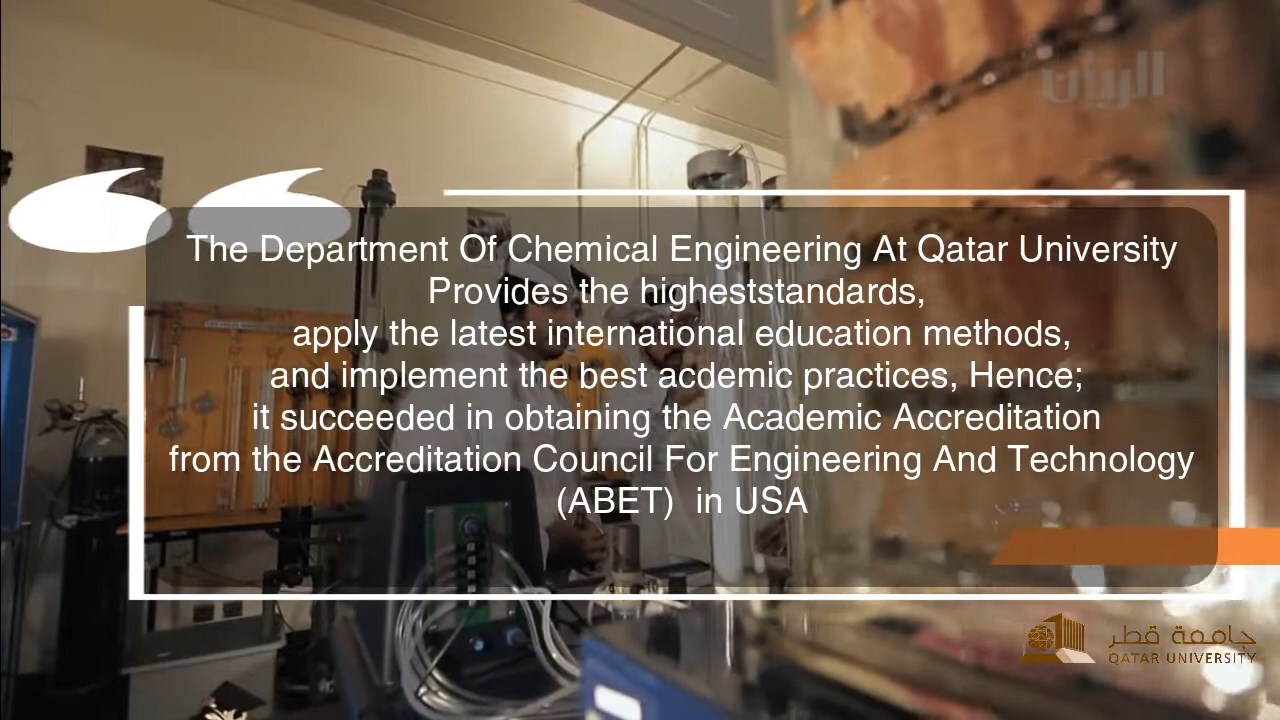 الريان
The Department Of Chemical Engineering At Qatar University
Provides the higheststandards,
apply the latest international education methods,
and implement the best acdemic practices, Hence;
it succeeded in obtaining the Academic Accreditation
from the Accreditation Council For Engineering And Technology
(ABET) in USA
جامعة قطر
QATAR UNIVERSITY